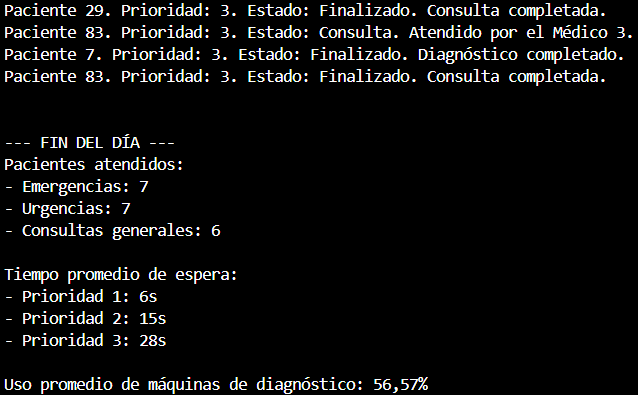 Paciente 29. Prioridad: 3. Estado: Finalizado. Consulta completada.
Paciente 83. Prioridad: 3. Estado: Consulta. Atendido por el Médico 3.
Paciente 7. Prioridad: 3. Estado: Finalizado. Diagnóstico completado.
Paciente 83. Prioridad: 3. Estado: Finalizado. Consulta completada.
--- FIN DEL DÍA ---
Pacientes atendidos:
- Emergencias: 7
- Urgencias: 7
- Consultas generales: 6
Tiempo promedio de espera:
- Prioridad 1: 6s
- Prioridad 2: 15s
- Prioridad 3: 28s
Uso promedio de máquinas de diagnóstico: 56,57%